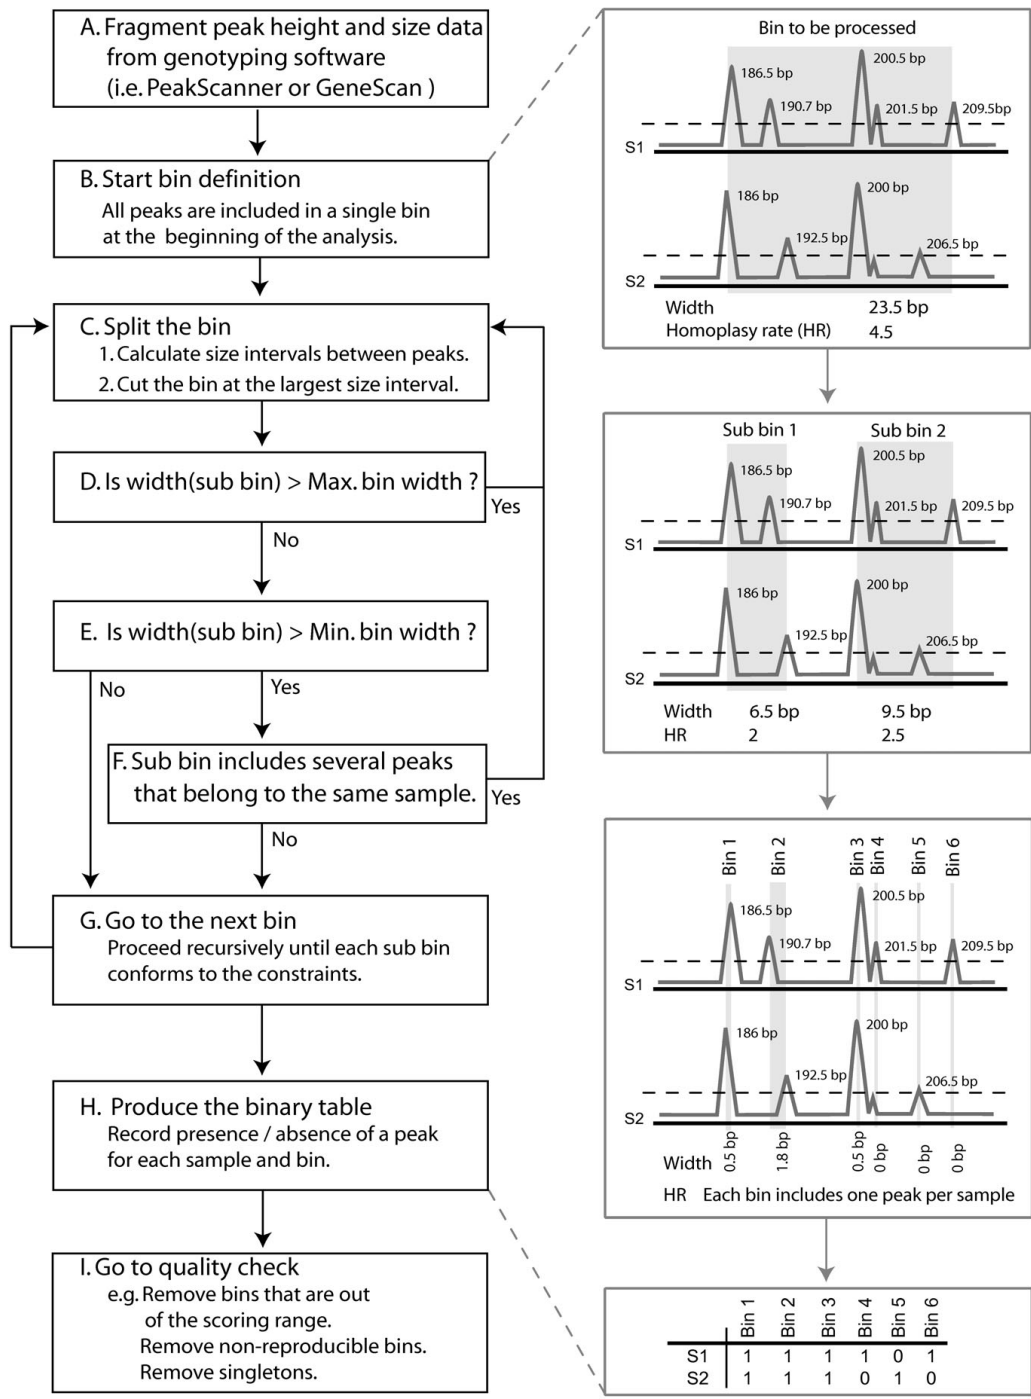 A. Fragment peak height and size data
from genotyping software
(i.e. PeakScanner or GeneScan )
B. Start bin definition
All peaks are included in a single bin
at the beginning of the analysis.
C. Split the bin
1. Calculate size intervals between peaks.
2. Cut the bin at the largest size interval.
D. Is width(sub bin) > Max. bin width ?
Yes
No
E. Is width(sub bin) > Min. bin width ?
No
Yes
F. Sub bin includes several peaks
that belong to the same sample.
Yes
No
G. Go to the next bin
Proceed recursively until each sub bin
conforms to the constraints.
H. Produce the binary table
Record presence / absence of a peak
for each sample and bin.
I. Go to quality check
e.g. Remove bins that are out
of the scoring range.
Remove non-reproducible bins.
Remove singletons.
Bin to be processed
186.5 bp
190.7 bp
200.5 bp
201.5 bp
209.5bp
S1
186 bp
192.5 bp
200 bp
206.5 bp
S2
Width 23.5 bp
Homoplasy rate (HR) 4.5
Sub bin 1 Sub bin 2
186.5 bp
190.7 bp
200.5 bp
201.5 bp
209.5 bp
S1
186 bp
192.5 bp
200 bp
206.5 bp
S2
Width 6.5 bp 9.5 bp
HR 2 2.5
Bin 1 Bin 2 Bin 3 Bin 4 Bin 5 Bin 6
186.5 bp
190.7 bp
200.5 bp
201.5 bp
209.5 bp
S1
186 bp
192.5 bp
200 bp
206.5 bp
S2
Width 0.5 bp 1.8 bp 0.5 bp 0 bp 0 bp 0 bp
HR Each bin includes one peak per sample
Bin 1 Bin 2 Bin 3 Bin 4 Bin 5 Bin 6
S1 1 1 1 1 0 1
S2 1 1 1 0 1 0